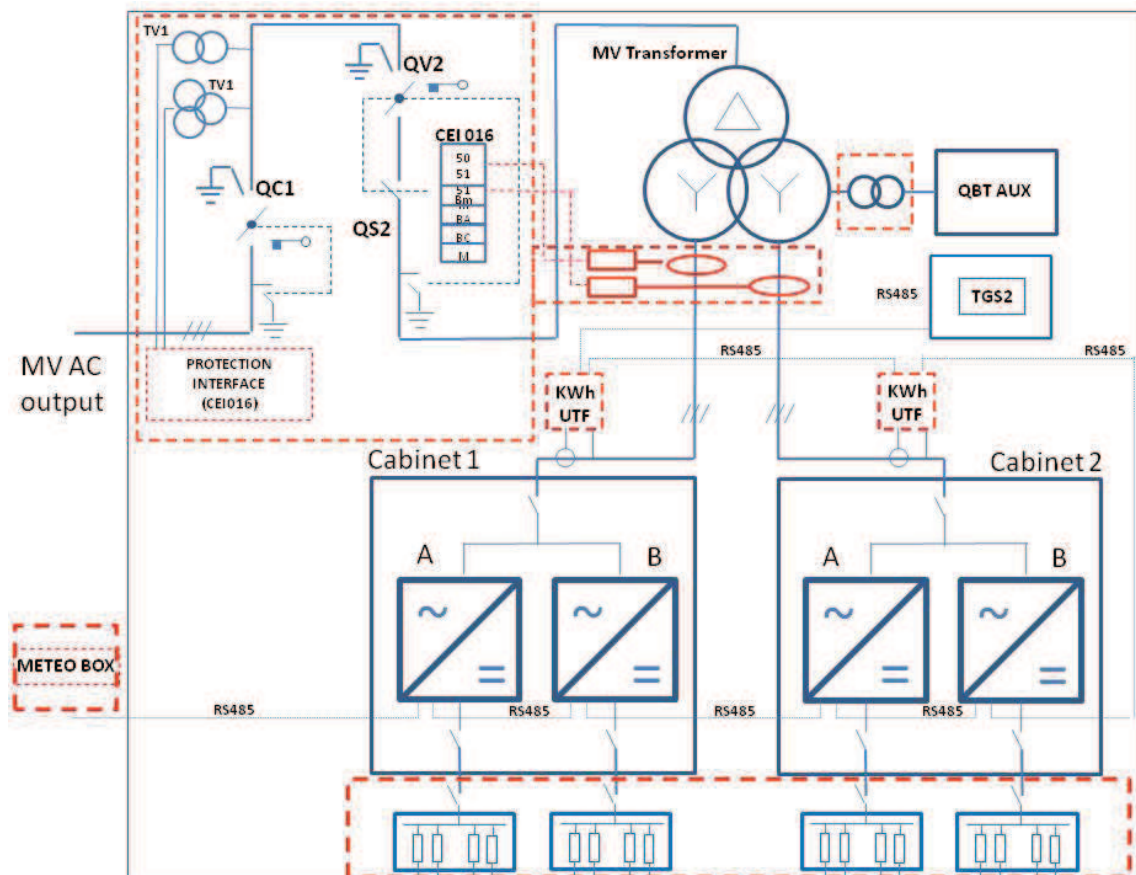 TV1
TV1
QV2
MV Transformer
CEI 016
50
51
51
Bm
BA
BC
M
QC1
QS2
QBT AUX
RS485
TGS2
MV AC
output
PROTECTION
INTERFACE
(CEI016)
RS485
RS485
KWh
UTF
KWh
UTF
Cabinet 1
Cabinet 2
A
B
A
B
METEO BOX
RS485
RS485
RS485
RS485